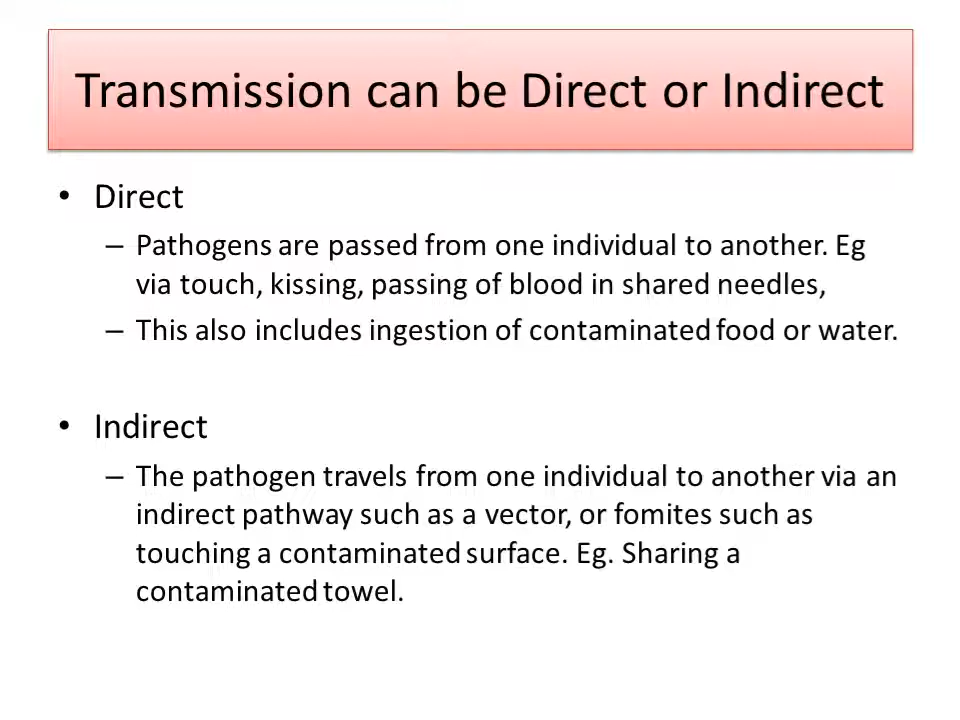 Transmission can be Direct or Indirect
• Direct
– Pathogens are passed from one individual to another. Eg
via touch, kissing, passing of blood in shared needles,
– This also includes ingestion of contaminated food or water.
• Indirect
– The pathogen travels from one individual to another via an
indirect pathway such as a vector, or fomites such as
touching a contaminated surface. Eg. Sharing a
contaminated towel.